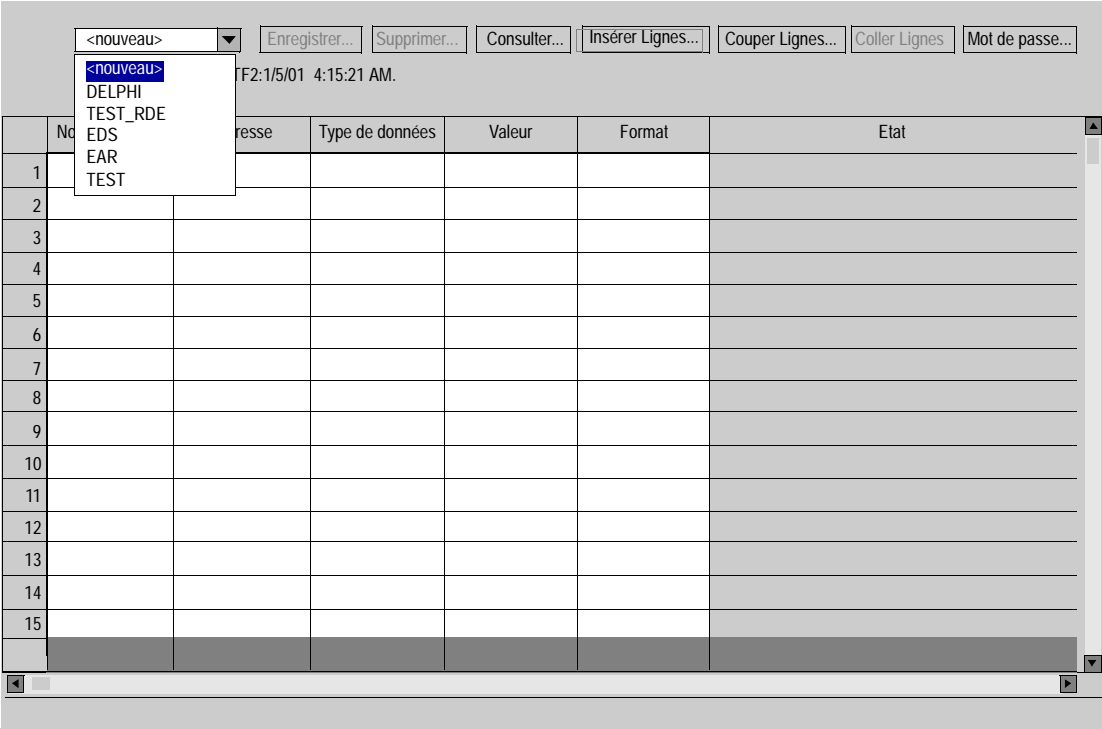 <nouveau> Enregistrer... Supprimer... Consulter... Insérer Lignes... Couper Lignes... Coller Lignes Mot de passe...
<nouveau>
DELPHI
TEST_RDE
EDS
EAR
TEST
TF2:1/5/01 4:15:21 AM.
No resse Type de données Valeur Format Etat
1
2
3
4
5
6
7
8
9
10
11
12
13
14
15